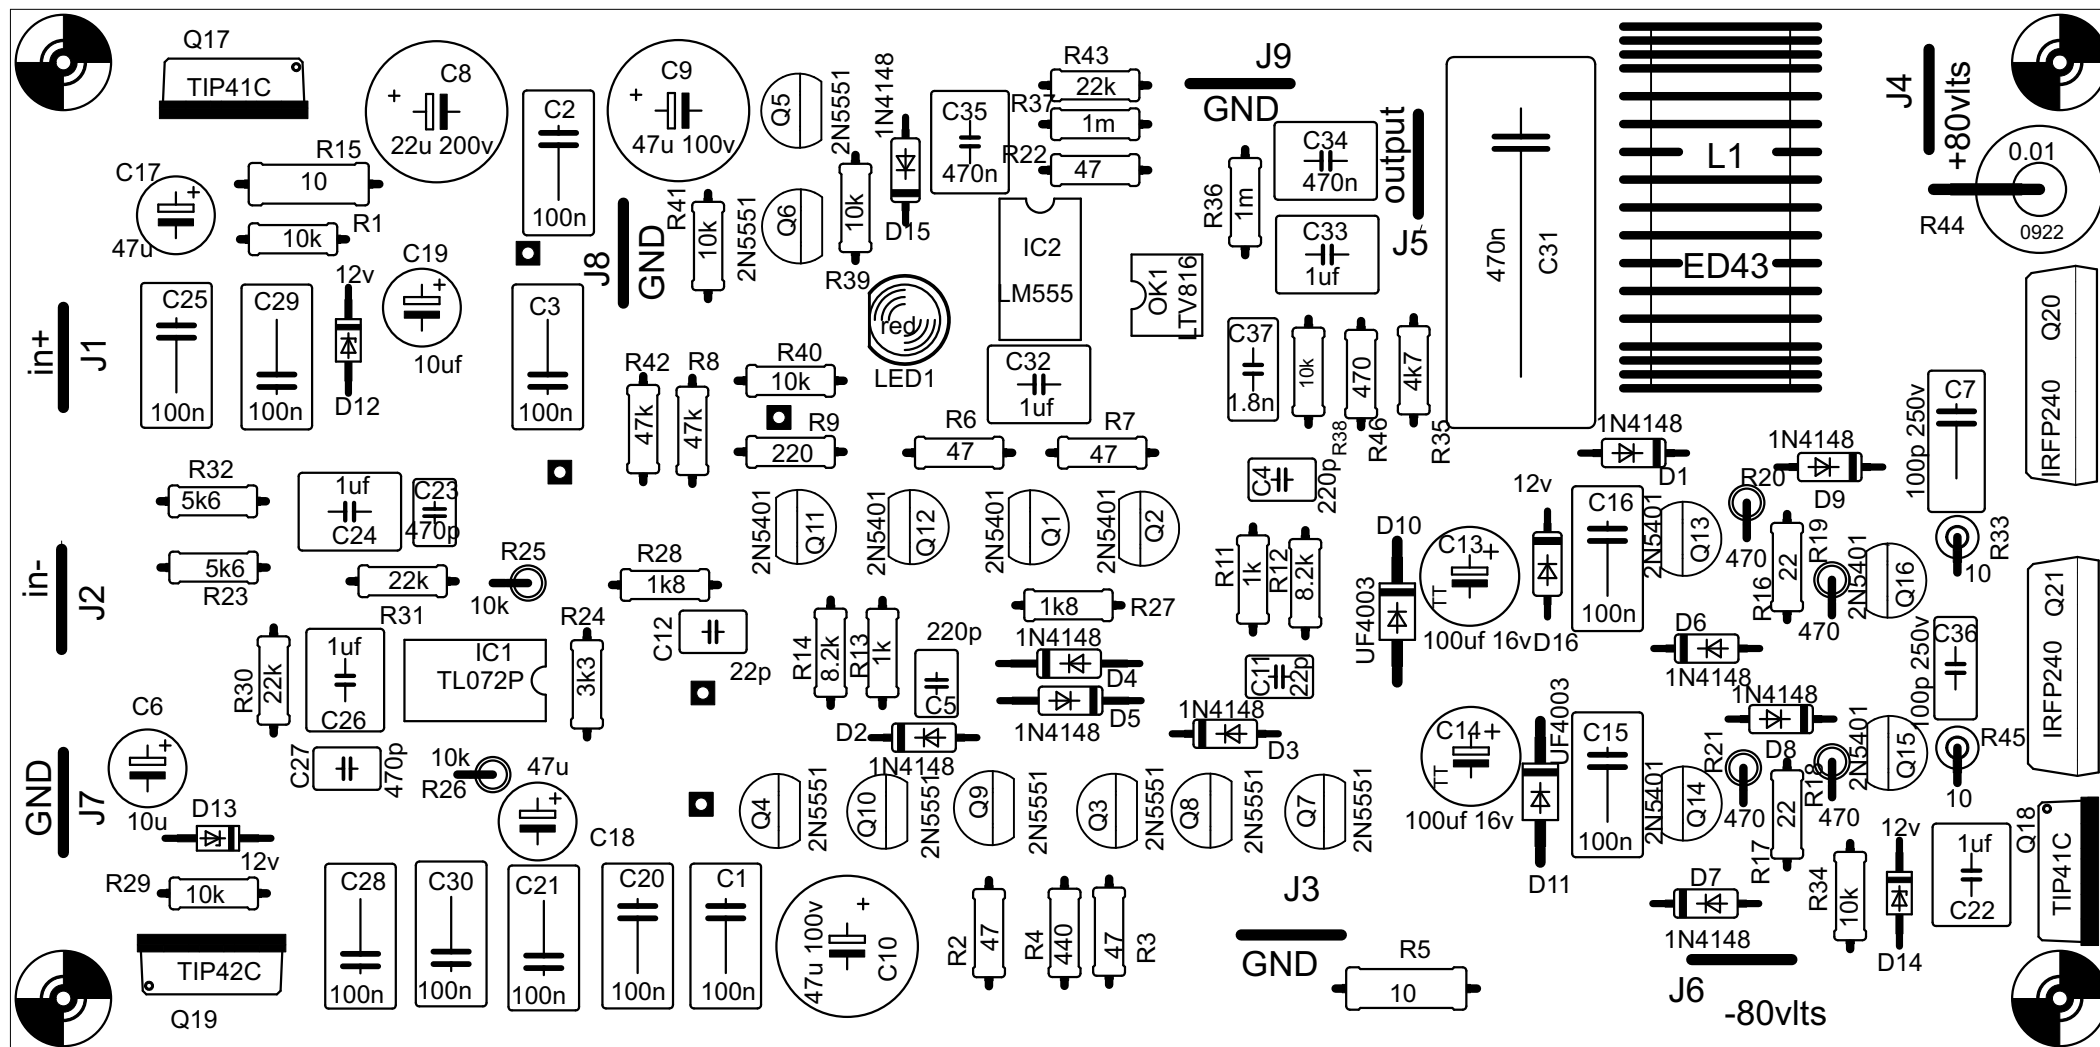 Q17
TIP41C
C8
22u 200v
C2
100n
C9
47u 100v
Q5
2N5551
1N4148
D15
C35
470n
R43
22k
R37
1m
R22
47
J9
GND
C34
470n
output
J5
L1
ED43
J4
+80vlts
0.01
R44
0922
C17
47u
R15
10
R1
10k
C19
10uf
12v
D12
J8
GND
R41
10k
2N5551
Q6
10k
R39
IC2
LM555
OK1
LTV816
R36
1m
C33
1uf
470n
C31
Q20
IRFP240
in+
J1
C25
100n
C29
100n
C3
100n
red
LED1
C32
1uf
C37
1.8n
10k
R38
470
R46
4k7
R35
R42
47k
R8
47k
R40
10k
R9
220
R6
47
R7
47
1N4148
D1
1N4148
D9
C7
100p 250v
R32
5k6
1uf
C24
C23
470p
2N5401
Q11
2N5401
Q12
2N5401
Q1
2N5401
Q2
C4
220p
12v
D16
C16
100n
2N5401
Q13
R20
470
R19
470
R16
22
2N5401
Q16
R33
10
in-
J2
5k6
R23
22k
R31
R25
10k
R28
1k8
R24
3k3
C12
22p
R14
8.2k
R13
1k
1k8
R27
220p
C5
R11
1k
R12
8.2k
D10
UF4003
C13
TT
100uf 16v
D6
1N4148
C36
100p 250v
Q21
IRFP240
R30
22k
1uf
C26
IC1
TL072P
1N4148
D4
D5
1N4148
C11
22p
1N4148
D3
D2
1N4148
C6
10u
C27
470p
10k
R26
47u
C18
C14
TT
100uf 16v
UF4003
D11
C15
100n
2N5401
Q14
R21
470
1N4148
D8
R18
470
22
R17
2N5401
Q15
R45
10
GND
J7
D13
12v
R29
10k
Q4
2N5551
Q10
2N5551
Q9
2N5551
Q3
2N5551
Q8
2N5551
Q7
2N5551
12v
D14
R34
10k
1uf
C22
Q18
TIP41C
TIP42C
Q19
C28
100n
C30
100n
C21
100n
C20
100n
C1
100n
47u 100v
C10
R2
47
R4
440
47
R3
J3
GND
R5
10
D7
1N4148
J6
-80vlts